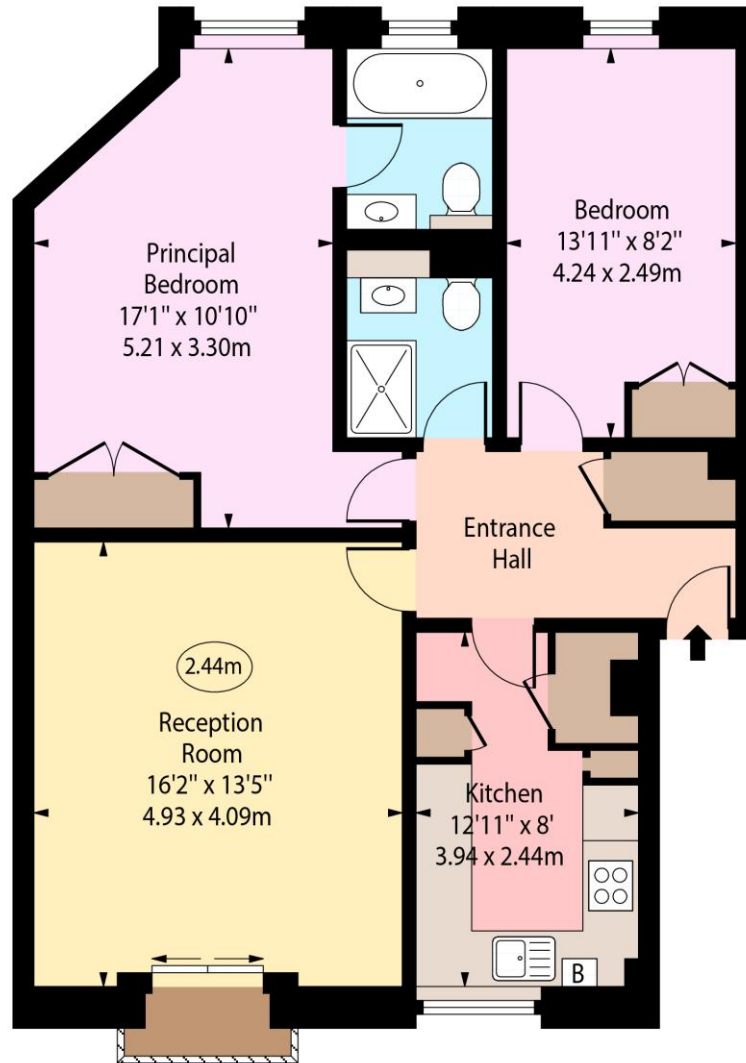 Principal
Bedroom
17'1" x 10'10"
5.21 x 3.30m
Bedroom
13'11" x 8'2"
4.24 x 2.49m
Entrance
Hall
2.44m
Reception
Room
16'2" x 13'5"
4.93 x 4.09m
Kitchen
12'11" x 8'
3.94 x 2.44m
B